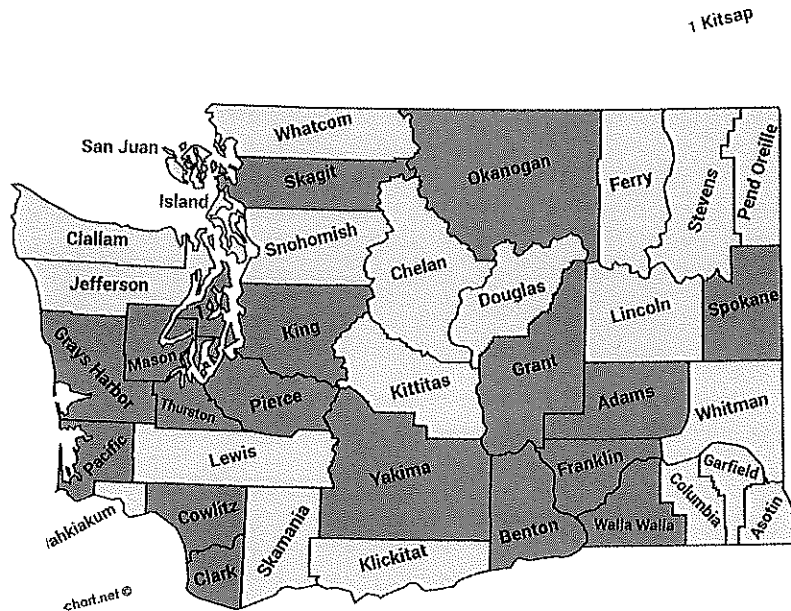 1 Kitsap
Whatcom
San Juan
Skagit
Okanogan
Ferry
Stevens
Pend Oreille
Island
Clallam
Snohomish
Chelan
Jefferson
Douglas
Lincoln
Spokane
King
Grays Harbor
Mason
Kittitas
Grant
Thurston
Pierce
Adams
Whitman
Pacific
Lewis
Yakima
Franklin
Garfield
Columbia
Asotin
ahkiakum
Cowlitz
Skamania
Benton
Walla Walla
Klickitat
Clark
chart.net ©